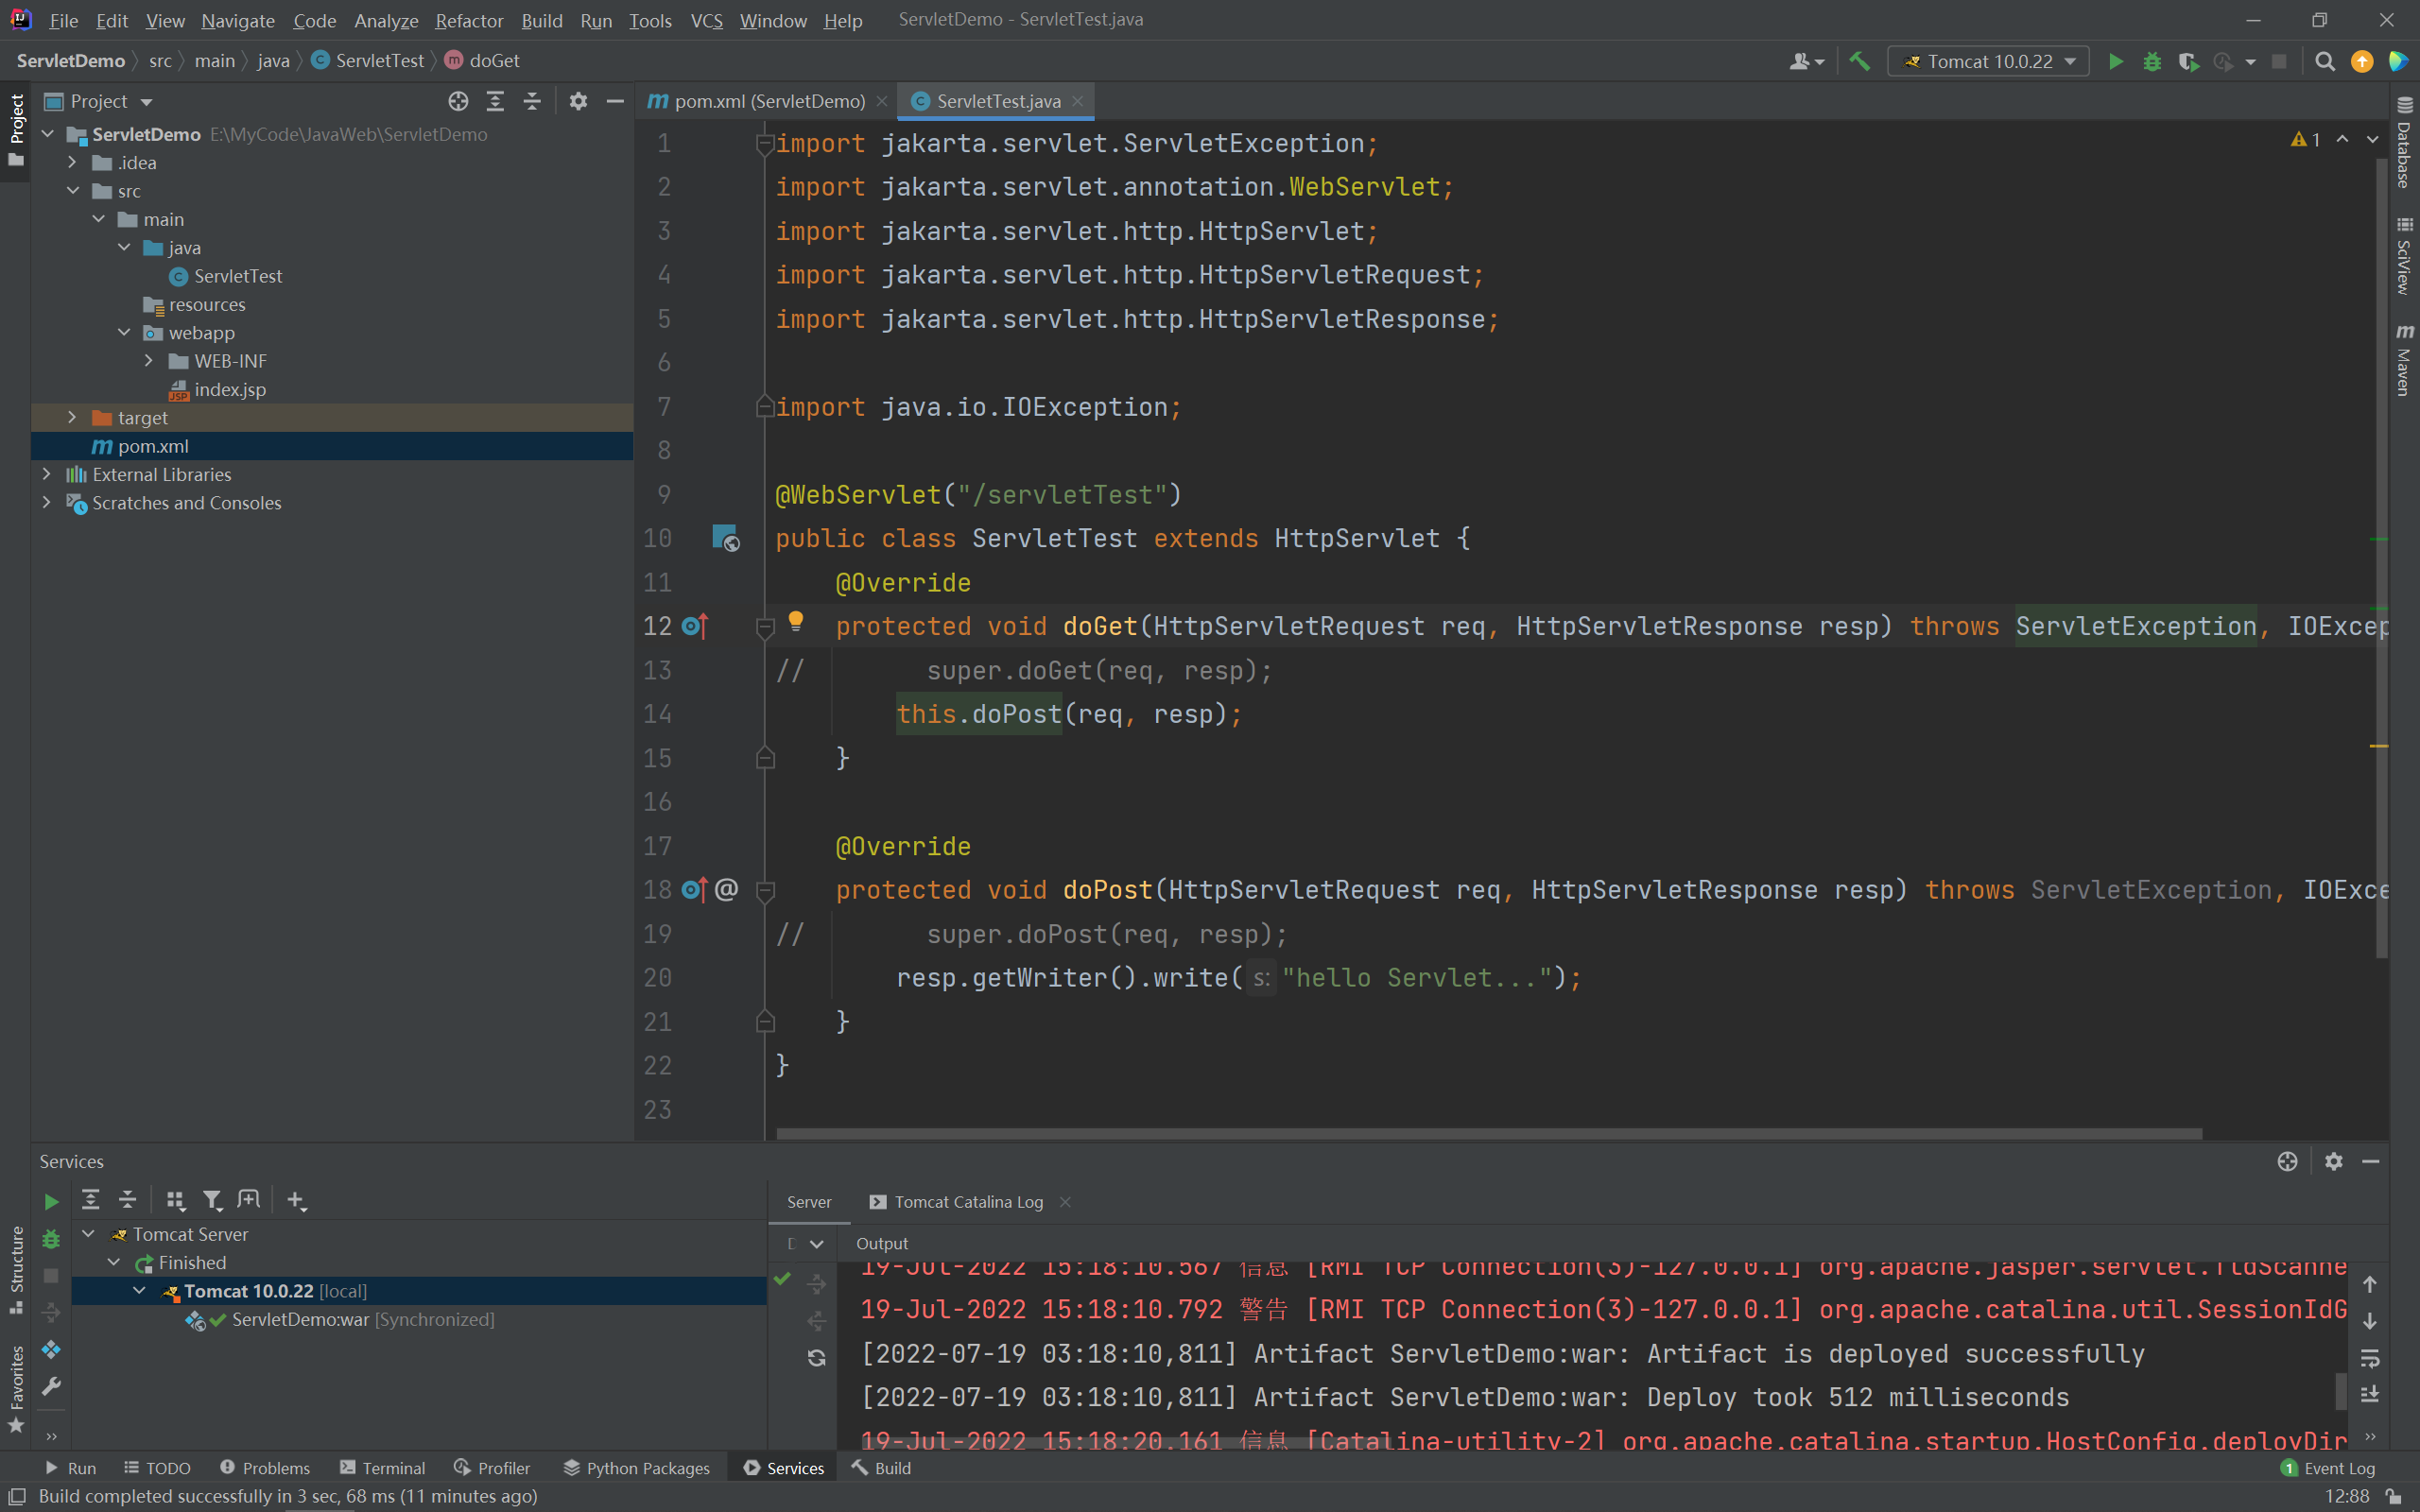 File Edit View Navigate Code Analyze Refactor Build Run Tools VCS Window Help ServletDemo - ServletTest.java
ServletDemo src main java ServletTest doGet Tomcat 10.0.22
Project
Project
pom.xml (ServletDemo)
ServletTest.java
ServletDemo E:\MyCode\JavaWeb\ServletDemo
.idea
src
main
java
ServletTest
resources
webapp
WEB-INF
index.jsp
target
pom.xml
External Libraries
Scratches and Consoles
1 import jakarta.servlet.ServletException;
2 import jakarta.servlet.annotation.WebServlet;
3 import jakarta.servlet.http.HttpServlet;
4 import jakarta.servlet.http.HttpServletRequest;
5 import jakarta.servlet.http.HttpServletResponse;
6
7 import java.io.IOException;
8
9 @WebServlet("/servletTest")
10 public class ServletTest extends HttpServlet {
11 @Override
12 protected void doGet(HttpServletRequest req, HttpServletResponse resp) throws ServletException, IOExcep
13 // super.doGet(req, resp);
14 this.doPost(req, resp);
15 }
16
17 @Override
18 @ protected void doPost(HttpServletRequest req, HttpServletResponse resp) throws ServletException, IOExce
19 // super.doPost(req, resp);
20 resp.getWriter().write( s: "hello Servlet...");
21 }
22 }
23
1
Database
SciView
Maven
Structure
Favorites
Services
Tomcat Server
Finished
Tomcat 10.0.22 [local]
ServletDemo:war [Synchronized]
Server
Tomcat Catalina Log
Output
19-Jul-2022 15:18:10.567 信息 [RMI TCP Connection(3)-127.0.0.1] org.apache.jasper.servlet.TldScanne
19-Jul-2022 15:18:10.792 警告 [RMI TCP Connection(3)-127.0.0.1] org.apache.catalina.util.SessionIdG
[2022-07-19 03:18:10,811] Artifact ServletDemo:war: Artifact is deployed successfully
[2022-07-19 03:18:10,811] Artifact ServletDemo:war: Deploy took 512 milliseconds
19-Jul-2022 15:18:20.161 信息 [Catalina-utility-2] org.apache.catalina.startup.HostConfig.deployDir
Run TODO Problems Terminal Profiler Python Packages Services Build 1 Event Log
Build completed successfully in 3 sec, 68 ms (11 minutes ago) 12:88